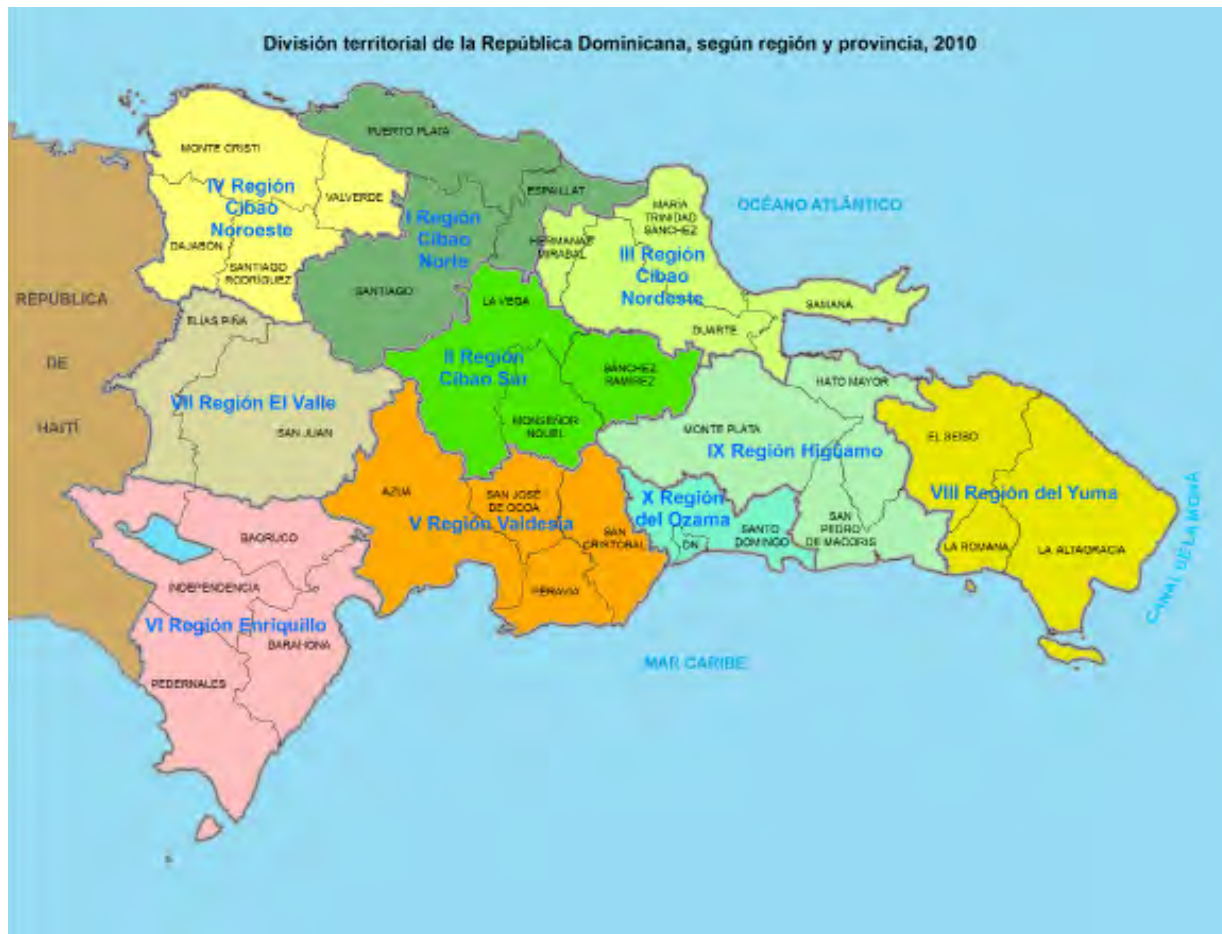 División territorial de la República Dominicana, según región y provincia, 2010
PUERTO PLATA
MONTE CRISTI
IV Región
Cibao
Noroeste
VALVERDE
ESPAILLAT
I Región
Cibao
Norte
MARÍA
TRINIDAD
SÁNCHEZ
OCÉANO ATLÁNTICO
HERMANAS
MIRABAL
DAJABÓN
SANTIAGO
RODRÍGUEZ
III Región
Cibao
Nordeste
SANTIAGO
LA VEGA
REPÚBLICA
DE
HAITÍ
SAMANÁ
ELÍAS PIÑA
DUARTE
II Región
Cibao Sur
SÁNCHEZ
RAMÍREZ
HATO MAYOR
VII Región El Valle
SAN JUAN
MONSEÑOR
NOUEL
MONTE PLATA
IX Región Higuamo
EL SEIBO
AZUA
SAN JOSÉ
DE OCOA
V Región Valdesia
X Región
del Ozama
VIII Región del Yuma
SAN
CRISTOBAL
DN
SANTO
DOMINGO
SAN
PEDRO
DE MACORIS
LA ROMANA
LA ALTAGRACIA
CANAL DE LA MONA
BAORUCO
INDEPENDENCIA
PERAVIA
VI Región Enriquillo
BARAHONA
PEDERNALES
MAR CARIBE